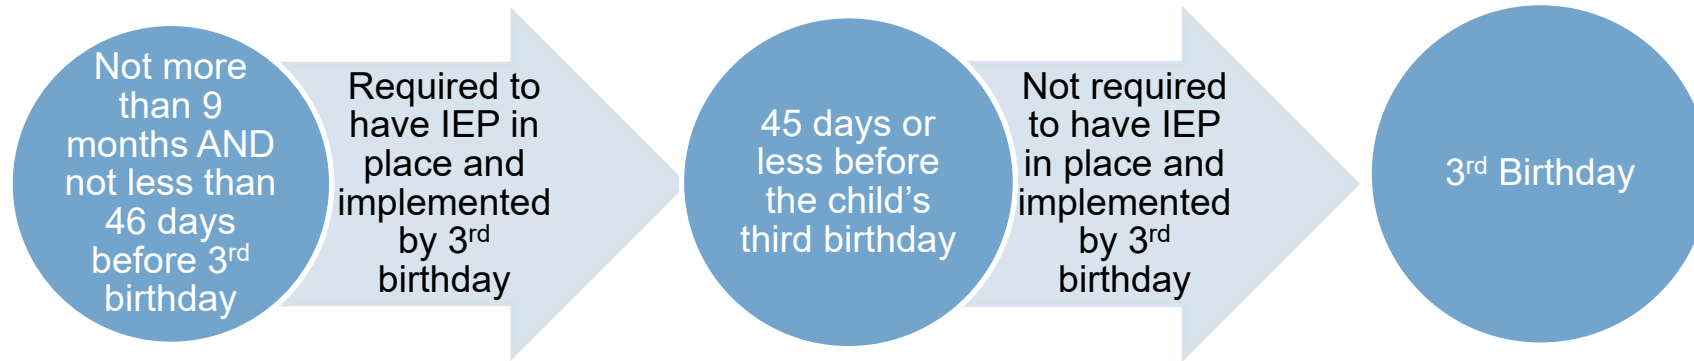 Not more
than 9
months AND
not less than
46 days
before 3rd
birthday
Required to
have IEP in
place and
implemented
by 3rd
birthday
45 days or
less before
the child’s
third birthday
Not required
to have IEP
in place and
implemented
by 3rd
birthday
3rd Birthday